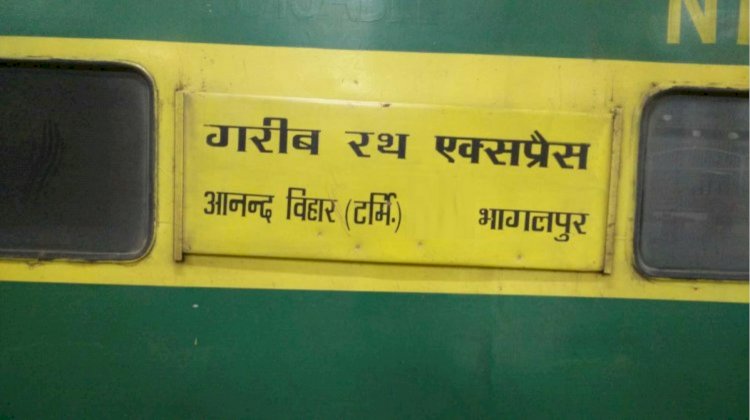 गरीब रथ एक्सप्रैस
आनन्द विहार (टर्मि.) भागलपुर